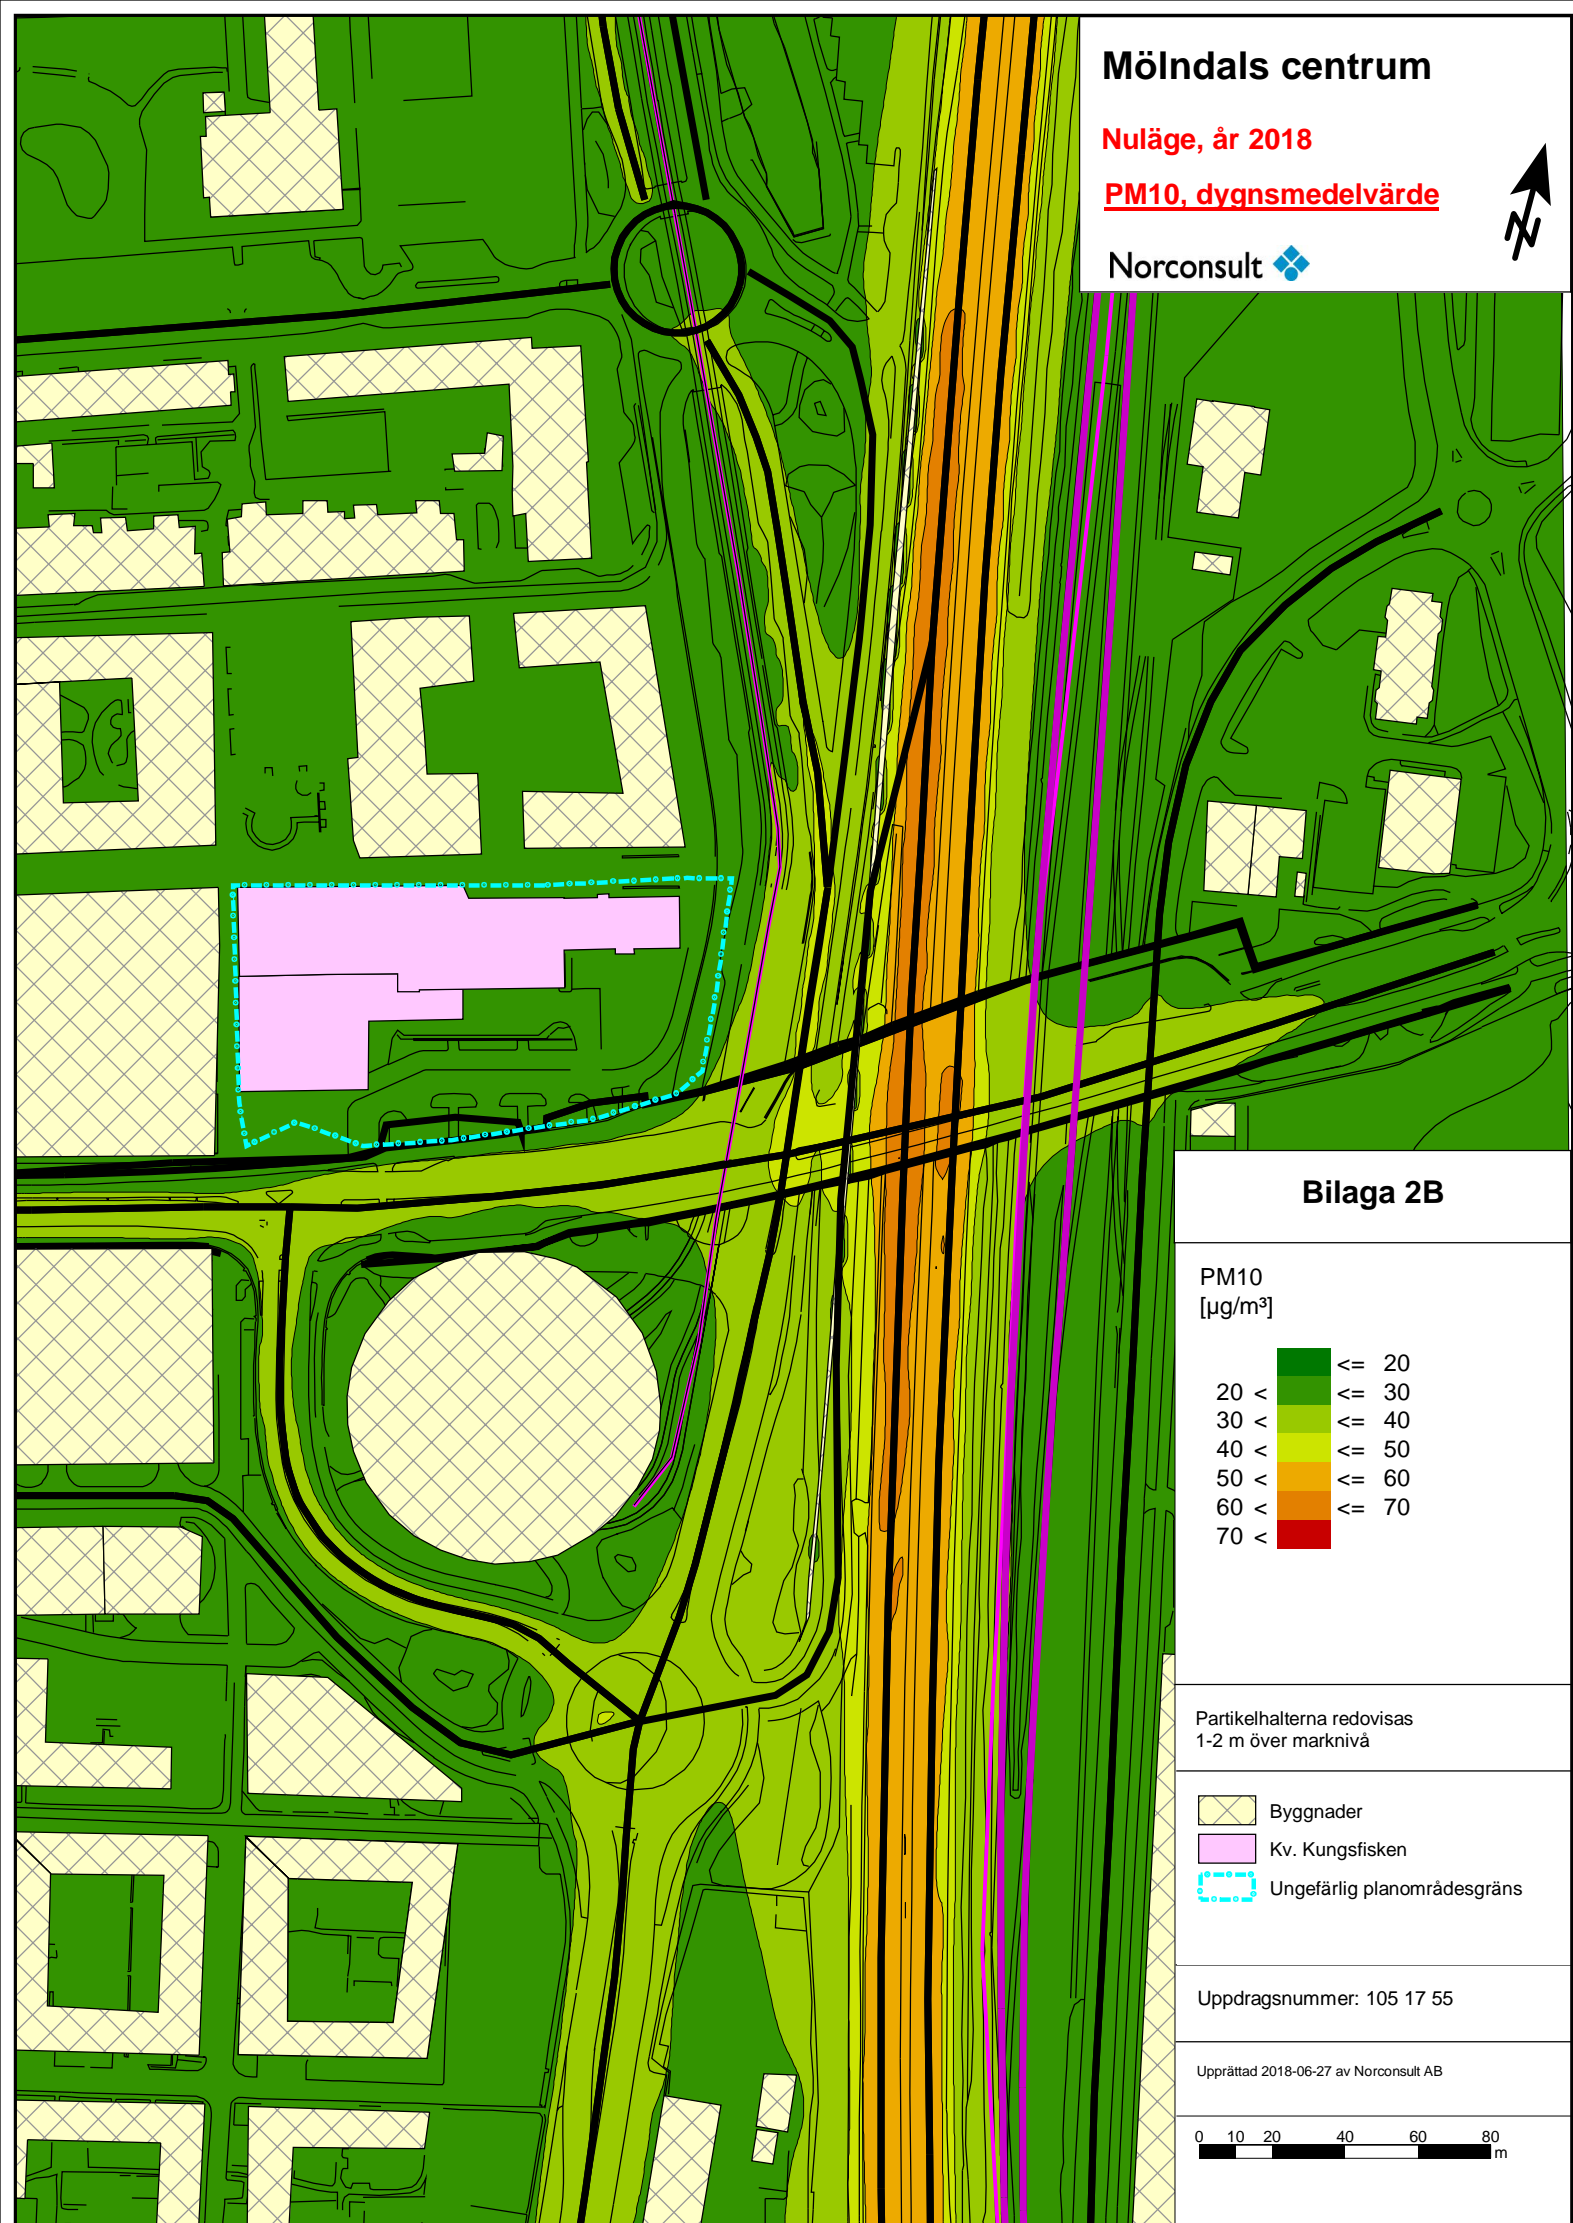 Mölndals centrum
Nuläge, år 2018
PM10, dygnsmedelvärde
N
Norconsult
Bilaga 2B
PM10
[µg/m³]
<= 20
20 < <= 30
30 < <= 40
40 < <= 50
50 < <= 60
60 < <= 70
70 <
Partikelhalterna redovisas
1-2 m över marknivå
Byggnader
Kv. Kungsfisken
Ungefärlig planområdesgräns
Uppdragsnummer: 105 17 55
Upprättad 2018-06-27 av Norconsult AB
0 10 20 40 60 80
m